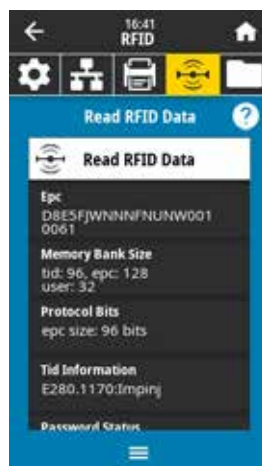 16:41
RFID
Read RFID Data
?
Read RFID Data
Epc
D8E5FJWNNNFNUNW001
0061
Memory Bank Size
tid: 96, epc: 128
user: 32
Protocol Bits
epc size: 96 bits
Tid Information
E280.1170:Impinj
Password Status